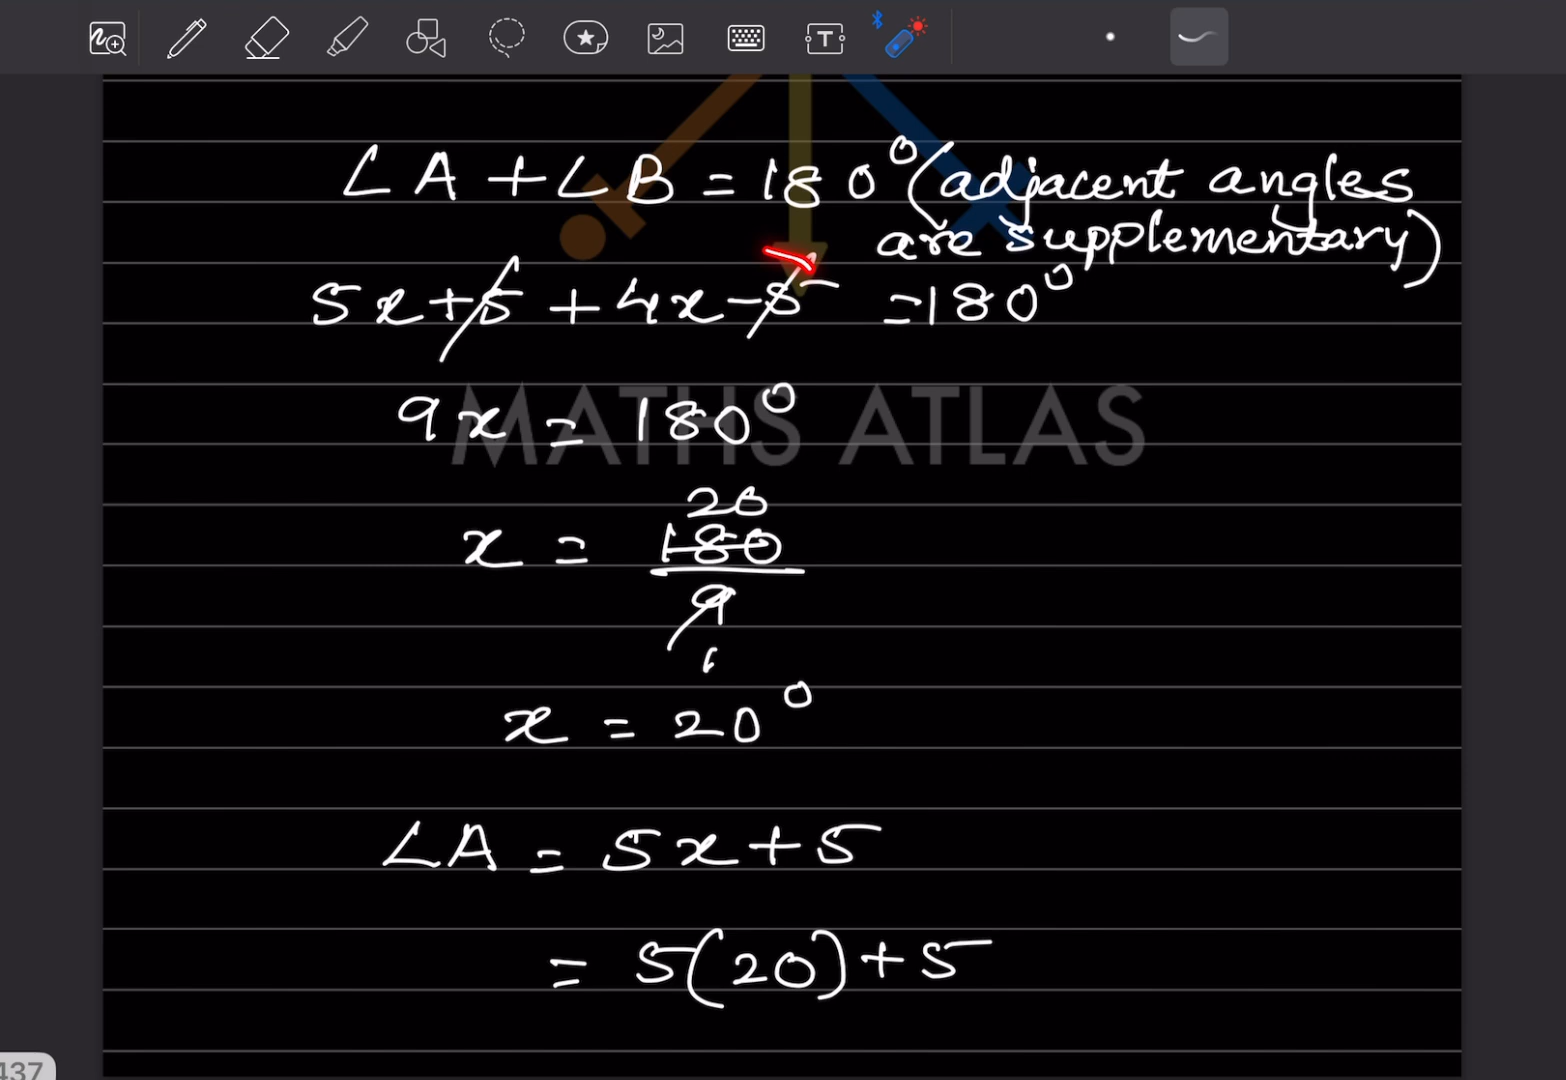 ∠A + ∠B = 180° (adjacent angles
are supplementary)
5x + 5 + 4x - 5 = 180°
MATHS ATLAS
9x = 180°
20
x = 180
9
1
x = 20°
∠A = 5x + 5
= 5(20) + 5
437